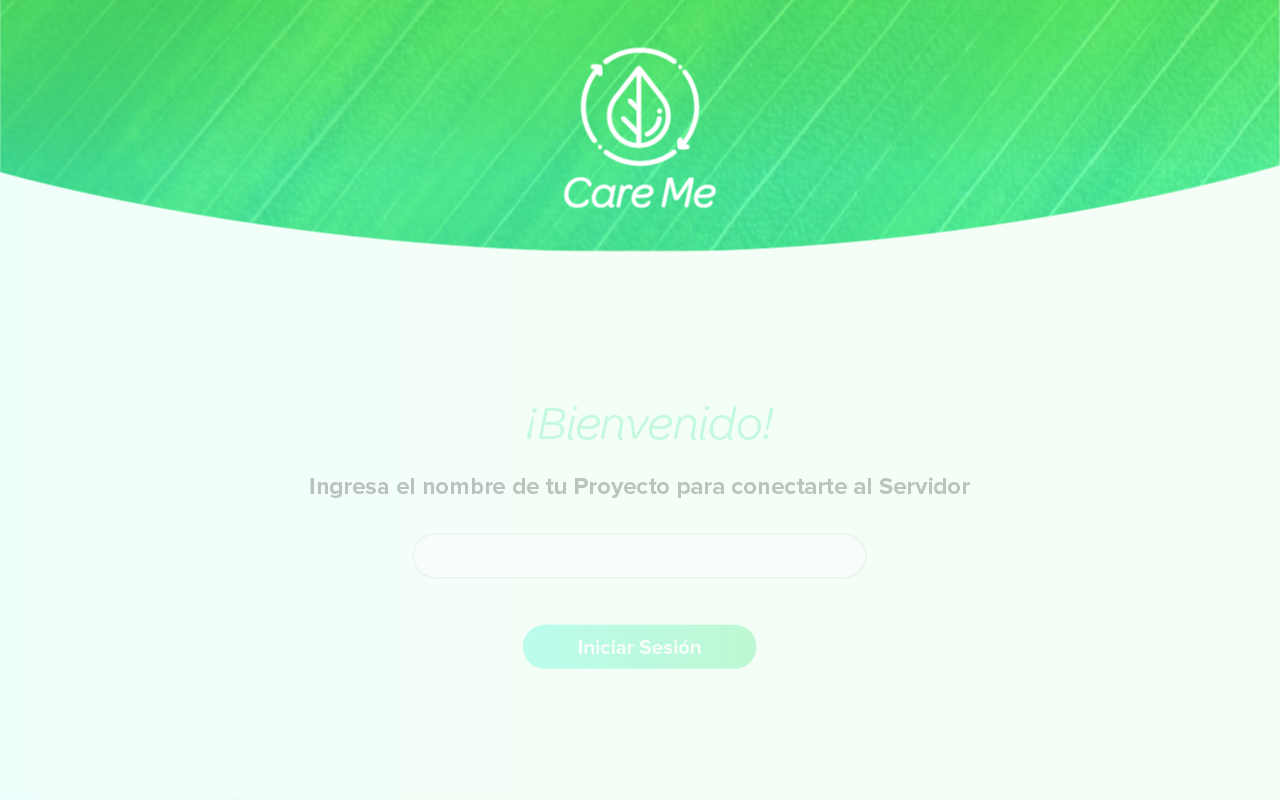 Care Me
¡Bienvenido!
Ingresa el nombre de tu Proyecto para conectarte al Servidor
Iniciar Sesión